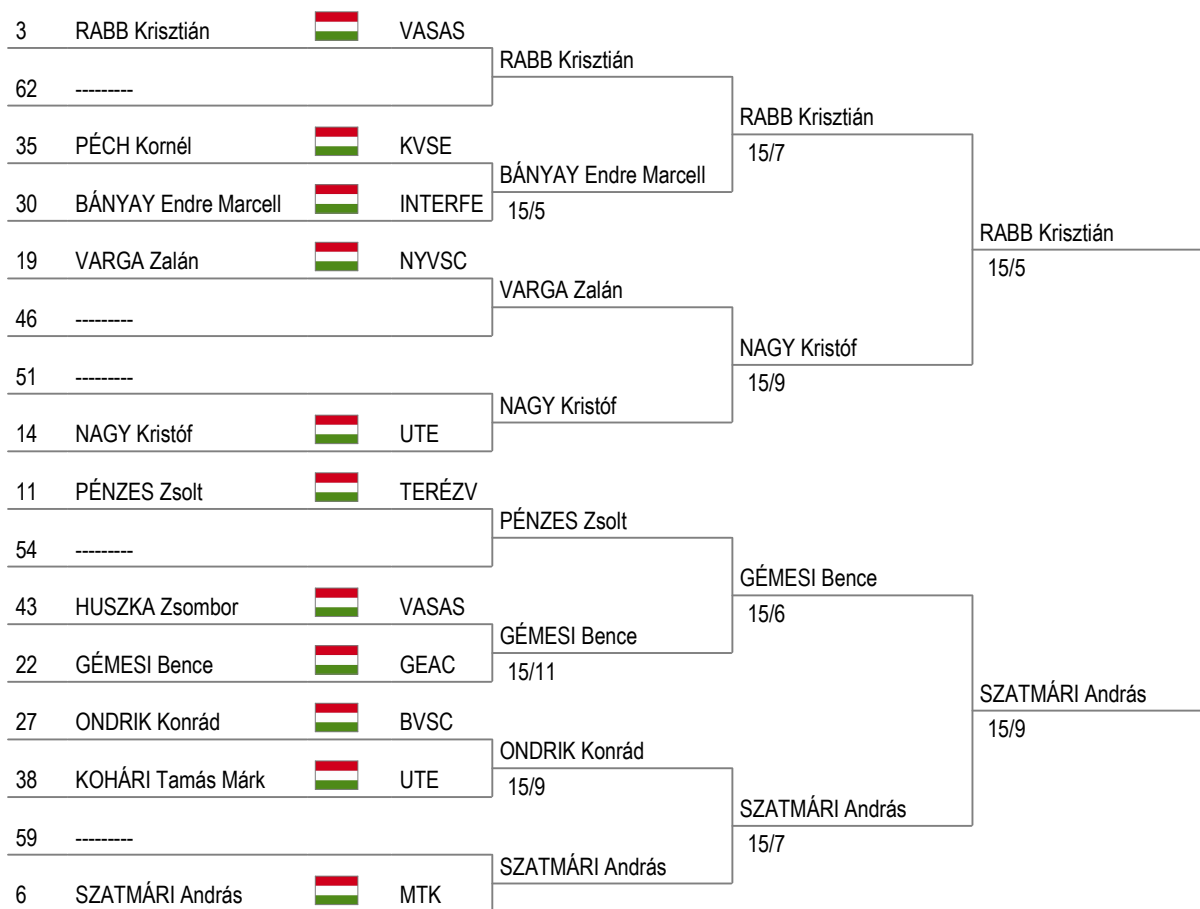 3 RABB Krisztián VASAS
RABB Krisztián
62 ---------
RABB Krisztián
15/7
35 PÉCH Kornél KVSE
BÁNYAY Endre Marcell
15/5
30 BÁNYAY Endre Marcell INTERFE
RABB Krisztián
15/5
19 VARGA Zalán NYVSC
VARGA Zalán
46 ---------
NAGY Kristóf
15/9
51 ---------
NAGY Kristóf
14 NAGY Kristóf UTE
11 PÉNZES Zsolt TERÉZV
PÉNZES Zsolt
54 ---------
GÉMESI Bence
15/6
43 HUSZKA Zsombor VASAS
GÉMESI Bence
15/11
22 GÉMESI Bence GEAC
SZATMÁRI András
15/9
27 ONDRIK Konrád BVSC
ONDRIK Konrád
15/9
38 KOHÁRI Tamás Márk UTE
SZATMÁRI András
15/7
59 ---------
SZATMÁRI András
6 SZATMÁRI András MTK